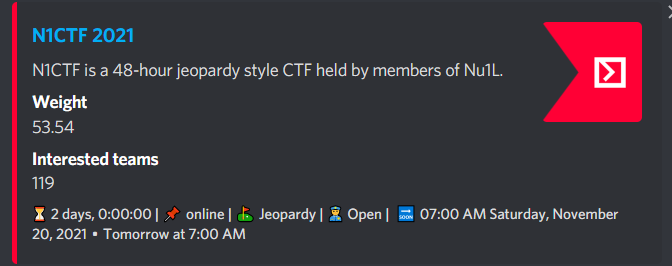 N1CTF 2021
N1CTF is a 48-hour jeopardy style CTF held by members of Nu1L.
Weight
53.54
Interested teams
119
⏳ 2 days, 0:00:00 | 📌 online | ⛳ Jeopardy | 👮 Open | 🔜 07:00 AM Saturday, November
20, 2021 • Tomorrow at 7:00 AM